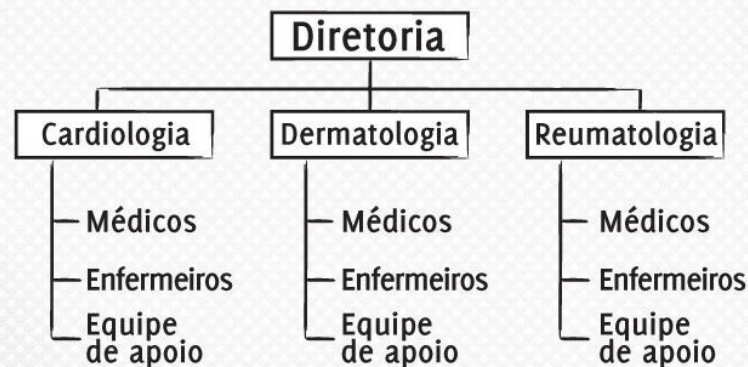 Diretoria
Cardiologia
Médicos
Enfermeiros
Equipe
de apoio
Dermatologia
Médicos
Enfermeiros
Equipe
de apoio
Reumatologia
Médicos
Enfermeiros
Equipe
de apoio